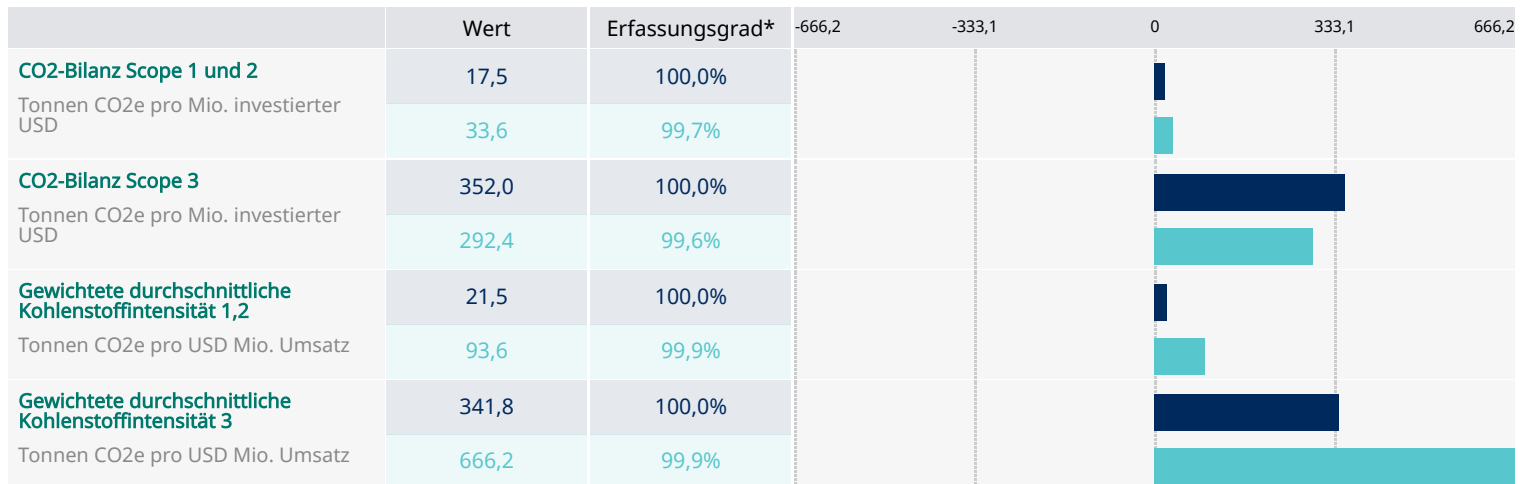 Wert Erfassungsgrad* -666,2 -333,1 0 333,1 666,2
CO2-Bilanz Scope 1 und 2
Tonnen CO2e pro Mio. investierter
USD
17,5 100,0%
33,6 99,7%
CO2-Bilanz Scope 3
Tonnen CO2e pro Mio. investierter
USD
352,0 100,0%
292,4 99,6%
Gewichtete durchschnittliche
Kohlenstoffintensität 1,2
Tonnen CO2e pro USD Mio. Umsatz
21,5 100,0%
93,6 99,9%
Gewichtete durchschnittliche
Kohlenstoffintensität 3
Tonnen CO2e pro USD Mio. Umsatz
341,8 100,0%
666,2 99,9%